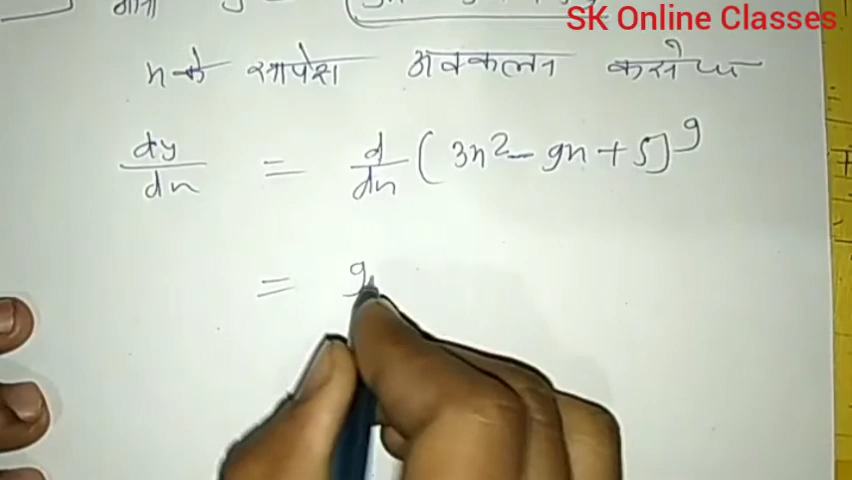 SK Online Classes
माना y
x के सापेक्ष अवकलन करने पर
dy/dx = d/dx (3x² - 9x + 5)⁹
= 9